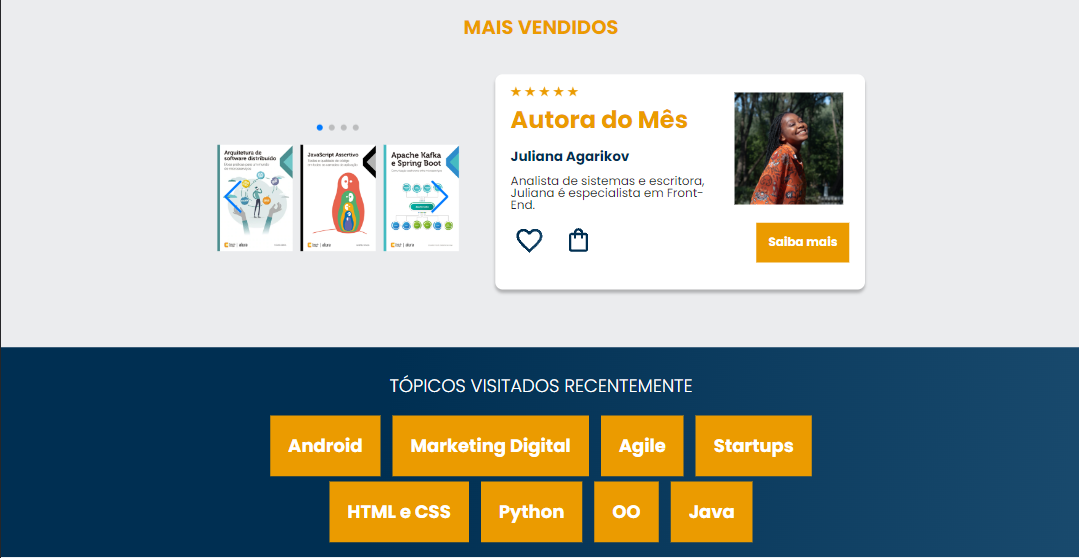 MAIS VENDIDOS
Arquitetura de
software distribuído
JavaScript Assertivo
Apache Kafka
e Spring Boot
Autora do Mês
Juliana Agarikov
Analista de sistemas e escritora,
Juliana é especialista em Front-
End.
Saiba mais
TÓPICOS VISITADOS RECENTEMENTE
Android
Marketing Digital
Agile
Startups
HTML e CSS
Python
OO
Java